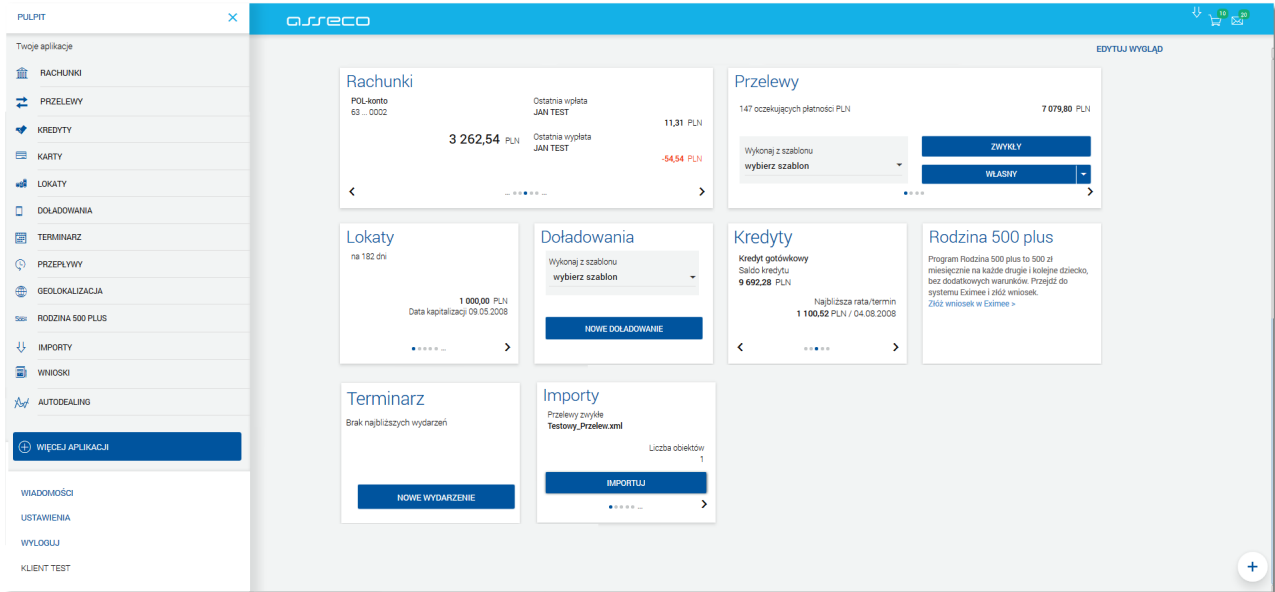 PULPIT
asseco
10
20
EDYTUJ WYGLĄD
Twoje aplikacje
RACHUNKI
PRZELEWY
KREDYTY
KARTY
LOKATY
DOŁADOWANIA
TERMINARZ
PRZEPŁYWY
GEOLOKALIZACJA
RODZINA 500 PLUS
IMPORTY
WNIOSKI
AUTODEALING
WIĘCEJ APLIKACJI
WIADOMOŚCI
USTAWIENIA
WYLOGUJ
KLIENT TEST
Rachunki
POL-konto
63 .. 0002
3 262,54 PLN
Ostatnia wpłata
JAN TEST
11,31 PLN
Ostatnia wypłata
JAN TEST
-54,54 PLN
Przelewy
147 oczekujących płatności PLN 7 079,80 PLN
Wykonaj z szablonu
wybierz szablon
ZWYKŁY
WŁASNY
Lokaty
na 182 dni
1 000,00 PLN
Data kapitalizacji 09.05.2008
Doładowania
Wykonaj z szablonu
wybierz szablon
NOWE DOŁADOWANIE
Kredyty
Kredyt gotówkowy
Saldo kredytu
9 692,28 PLN
Najbliższa rata/termin
1 100,52 PLN / 04.08.2008
Rodzina 500 plus
Program Rodzina 500 plus to 500 zł
miesięcznie na każde drugie i kolejne dziecko,
bez dodatkowych warunków. Przejdź do
systemu Eximee i złóż wniosek.
Złóż wniosek w Eximee >
Terminarz
Brak najbliższych wydarzeń
NOWE WYDARZENIE
Importy
Przelewy zwykłe
Testowy_Przelew.xml
Liczba obiektów
1
IMPORTUJ